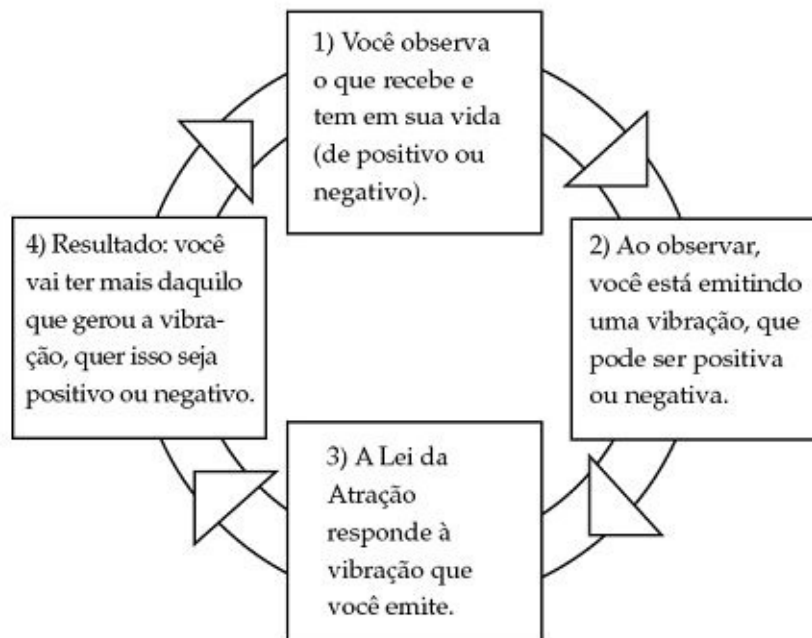 1) Você observa
o que recebe e
tem em sua vida
(de positivo ou
negativo).
2) Ao observar,
você está emitindo
uma vibração, que
pode ser positiva
ou negativa.
3) A Lei da
Atração
responde à
vibração que
você emite.
4) Resultado: você
vai ter mais daquilo
que gerou a vibra-
ção, quer isso seja
positivo ou negativo.